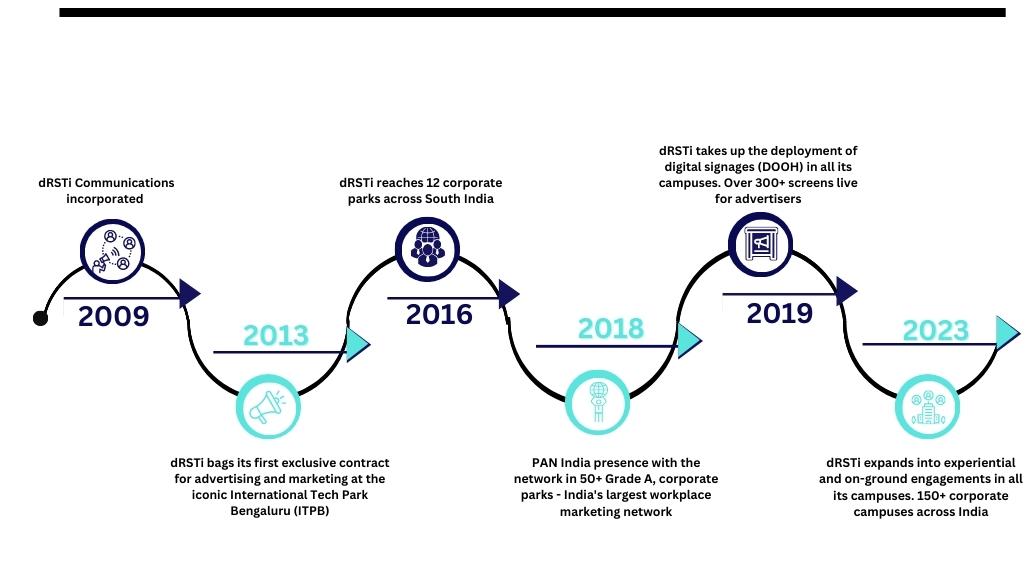 dRSTi Communications
incorporated
2009
2013
dRSTi bags its first exclusive contract
for advertising and marketing at the
iconic International Tech Park
Bengaluru (ITPB)
dRSTi reaches 12 corporate
parks across South India
2016
2018
PAN India presence with the
network in 50+ Grade A, corporate
parks - India's largest workplace
marketing network
dRSTi takes up the deployment of
digital signages (DOOH) in all its
campuses. Over 300+ screens live
for advertisers
2019
2023
dRSTi expands into experiential
and on-ground engagements in all
its campuses. 150+ corporate
campuses across India